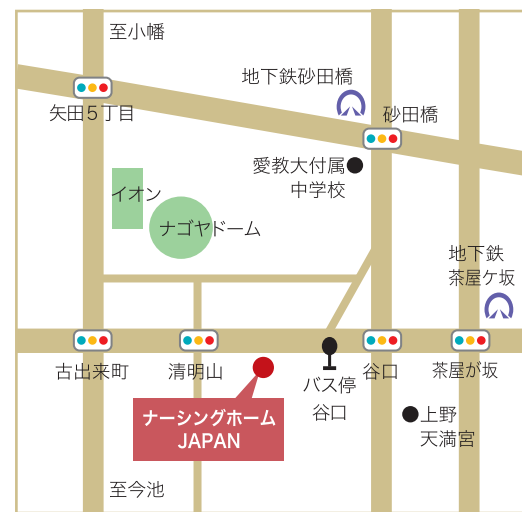 至小幡
地下鉄砂田橋
砂田橋
矢田５丁目
愛教大付属
中学校
イオン
ナゴヤドーム
地下鉄
茶屋ケ坂
古出来町
清明山
バス停
谷口
谷口
茶屋が坂
ナーシングホーム
JAPAN
上野
天満宮
至今池